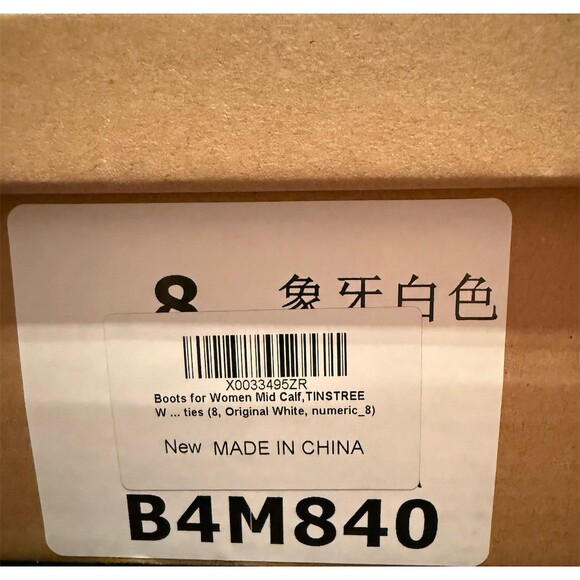 8 象牙白色
X0033495ZR
Boots for Women Mid Calf,TINSTREE
W ... ties (8, Original White, numeric_8)
New MADE IN CHINA
B4M840